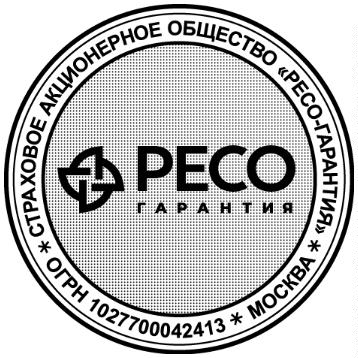 СТРАХОВОЕ АКЦИОНЕРНОЕ ОБЩЕСТВО «РЕСО-ГАРАНТИЯ»
* ОГРН 1027700042413 * МОСКВА *
РЕСО
ГАРАНТИЯ